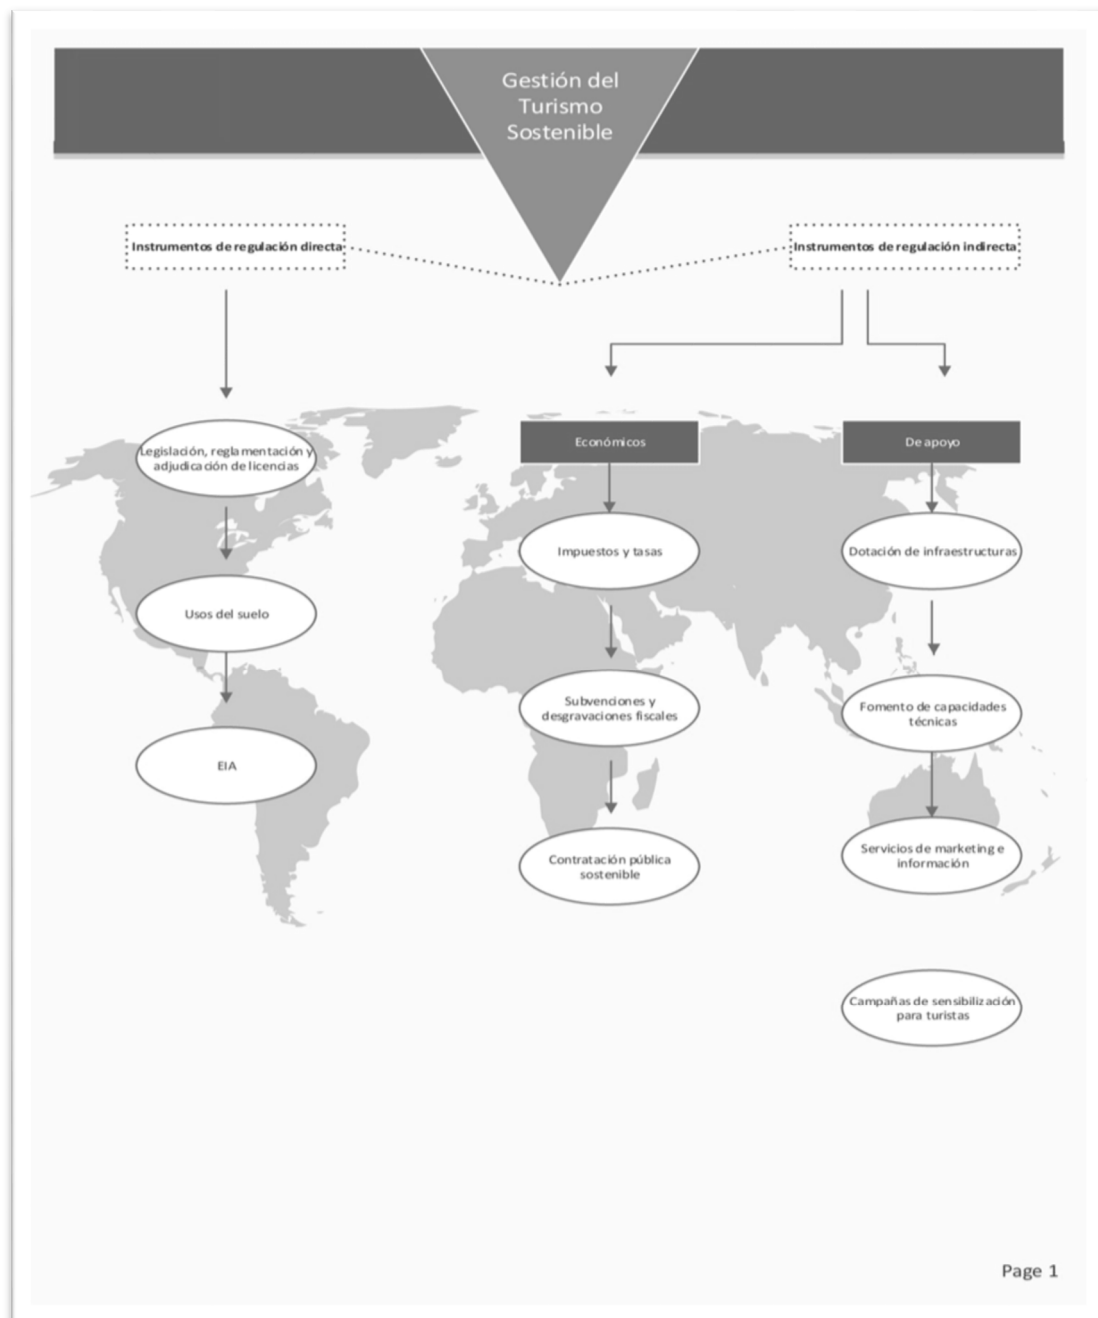 Gestión del
Turismo
Sostenible
Instrumentos de regulación directa
Instrumentos de regulación indirecta
Legislación, reglamentación y
adjudicación de licencias
Usos del suelo
EIA
Económicos
Impuestos y tasas
Subvenciones y
desgravaciones fiscales
Contratación pública
sostenible
De apoyo
Dotación de infraestructuras
Fomento de capacidades
técnicas
Servicios de marketing e
información
Campañas de sensibilización
para turistas
Page 1